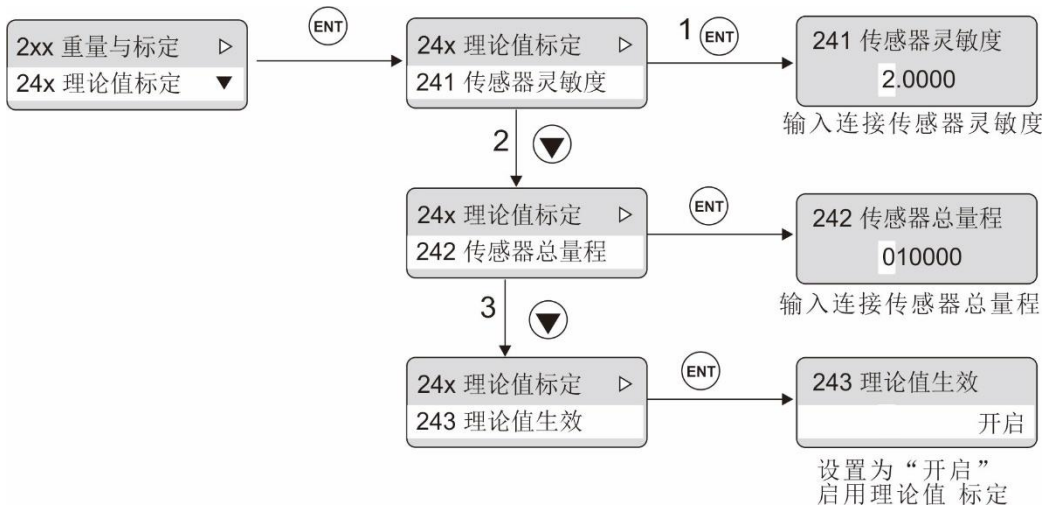 2xx 重量与标定 ▷
24x 理论值标定 ▼
ENT
24x 理论值标定 ▷
241 传感器灵敏度
1 ENT
241 传感器灵敏度
2.0000
输入连接传感器灵敏度
2 ▼
24x 理论值标定 ▷
242 传感器总量程
ENT
242 传感器总量程
010000
输入连接传感器总量程
3 ▼
24x 理论值标定 ▷
243 理论值生效
ENT
243 理论值生效
开启
设置为“开启”
启用理论值 标定